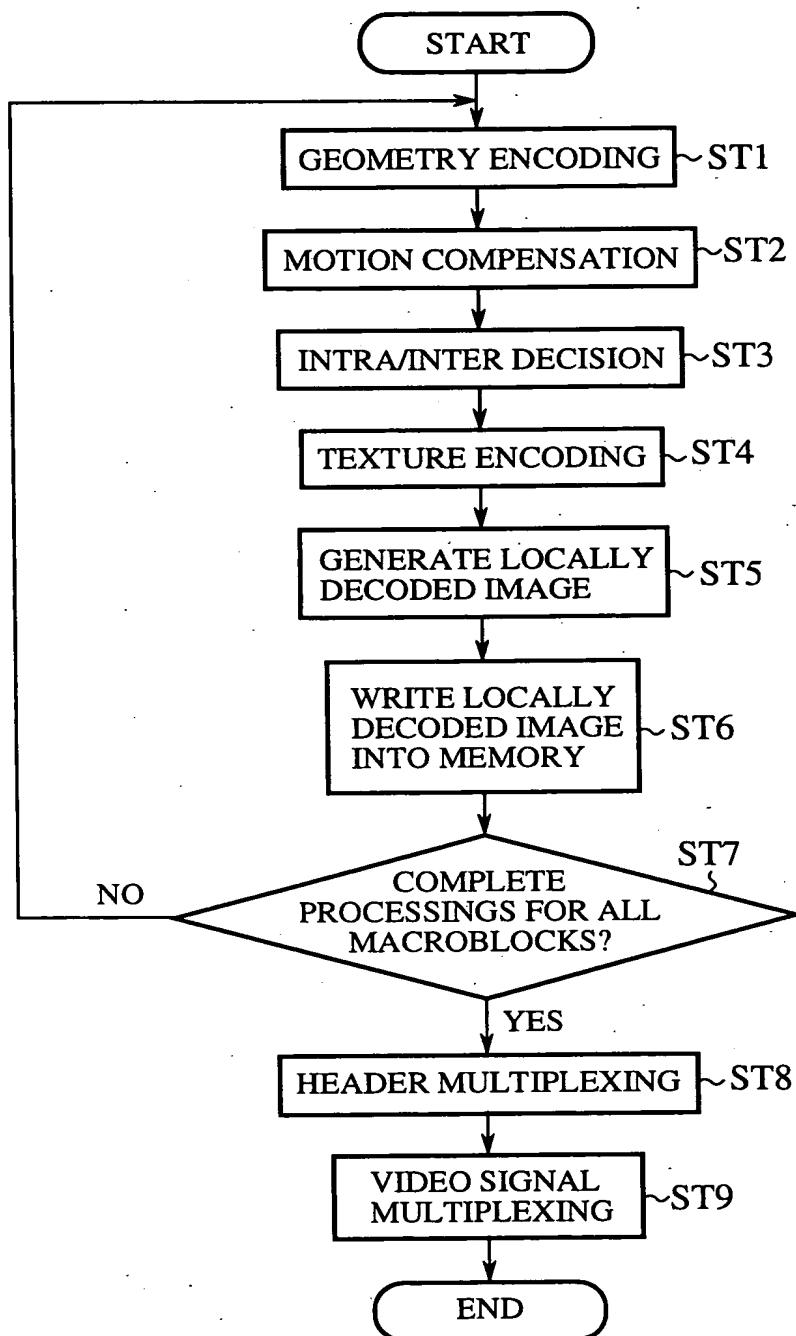 START
GEOMETRY ENCODING
ST1
MOTION COMPENSATION
ST2
INTRA/INTER DECISION
ST3
TEXTURE ENCODING
ST4
GENERATE LOCALLY
DECODED IMAGE
ST5
WRITE LOCALLY
DECODED IMAGE
INTO MEMORY
ST6
ST7
NO
COMPLETE
PROCESSINGS FOR ALL
MACROBLOCKS?
YES
HEADER MULTIPLEXING
ST8
VIDEO SIGNAL
MULTIPLEXING
ST9
END